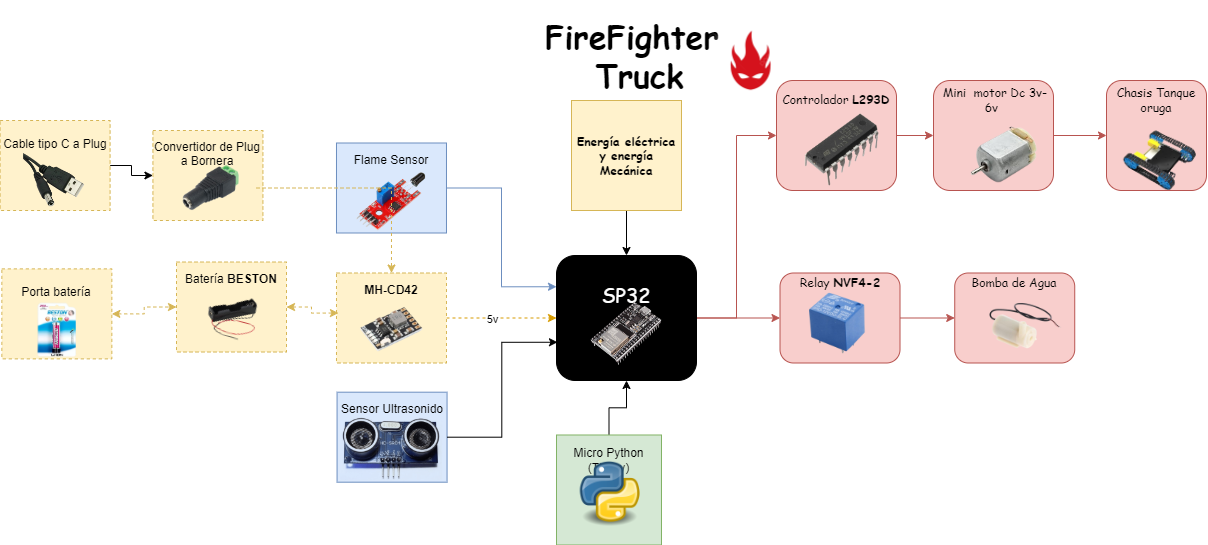 FireFighter
Truck
Cable tipo C a Plug
Convertidor de Plug
a Bornera
Flame Sensor
Energía eléctrica
y energía
Mecánica
Controlador L293D
Mini motor Dc 3v-
6v
Chasis Tanque
oruga
Porta batería
Batería BESTON
MH-CD42
5v
SP32
Relay NVF4-2
Bomba de Agua
Sensor Ultrasonido
Micro Python